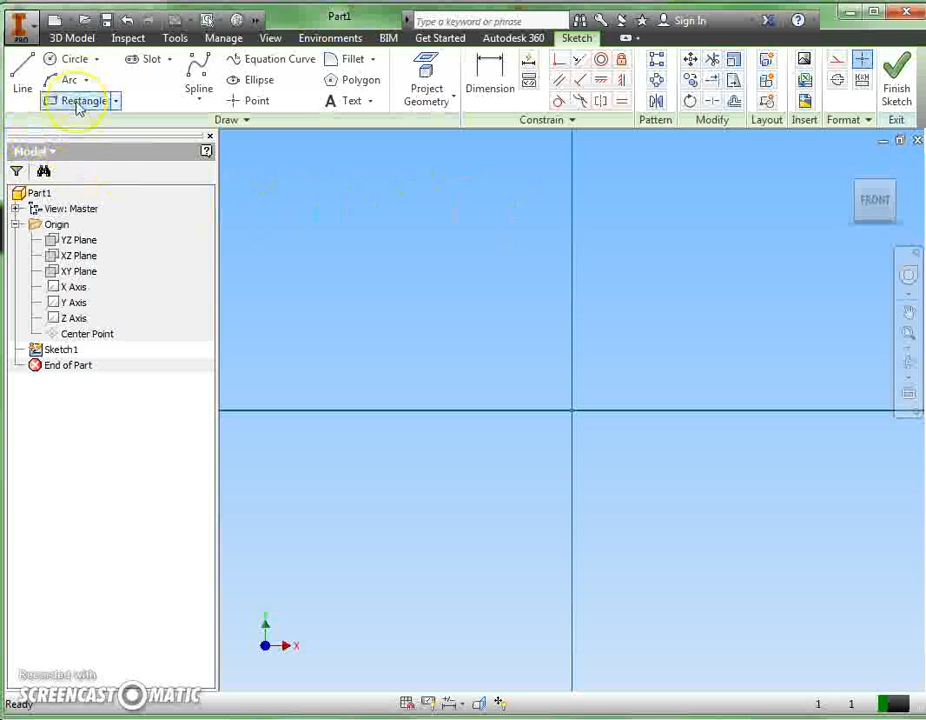 PRO
Part1
Type a keyword or phrase
Sign In
3D Model Inspect Tools Manage View Environments BIM Get Started Autodesk 360 Sketch
Line
Circle
Arc
Rectangle
Slot
Spline
Equation Curve
Ellipse
Point
Fillet
Polygon
Text
Project
Geometry
Dimension
Finish
Sketch
Draw
Constrain
Pattern
Modify
Layout
Insert
Format
Exit
Model
Part1
View: Master
Origin
YZ Plane
XZ Plane
XY Plane
X Axis
Y Axis
Z Axis
Center Point
Sketch1
End of Part
FRONT
X
Recorded with
SCREENCAST MATIC
Ready
1 1